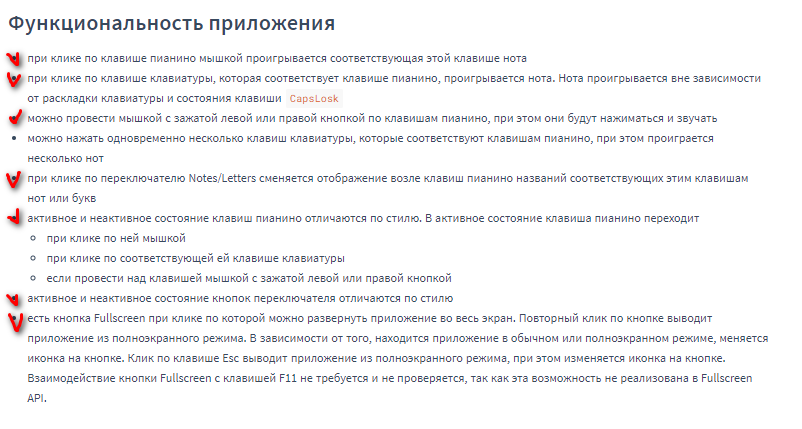 Функциональность приложения
при клике по клавише пианино мышкой проигрывается соответствующая этой клавише нота
при клике по клавише клавиатуры, которая соответствует клавише пианино, проигрывается нота. Нота проигрывается вне зависимости
от раскладки клавиатуры и состояния клавиши CapsLosk
можно провести мышкой с зажатой левой или правой кнопкой по клавишам пианино, при этом они будут нажиматься и звучать
можно нажать одновременно несколько клавиш клавиатуры, которые соответствуют клавишам пианино, при этом проиграется
несколько нот
при клике по переключателю Notes/Letters сменяется отображение возле клавиш пианино названий соответствующих этим клавишам
нот или букв
активное и неактивное состояние клавиш пианино отличаются по стилю. В активное состояние клавиша пианино переходит
при клике по ней мышкой
при клике по соответствующей ей клавише клавиатуры
если провести над клавишей мышкой с зажатой левой или правой кнопкой
активное и неактивное состояние кнопок переключателя отличаются по стилю
есть кнопка Fullscreen при клике по которой можно развернуть приложение во весь экран. Повторный клик по кнопке выводит
приложение из полноэкранного режима. В зависимости от того, находится приложение в обычном или полноэкранном режиме, меняется
иконка на кнопке. Клик по клавише Esc выводит приложение из полноэкранного режима, при этом изменяется иконка на кнопке.
Взаимодействие кнопки Fullscreen с клавишей F11 не требуется и не проверяется, так как эта возможность не реализована в Fullscreen
API.